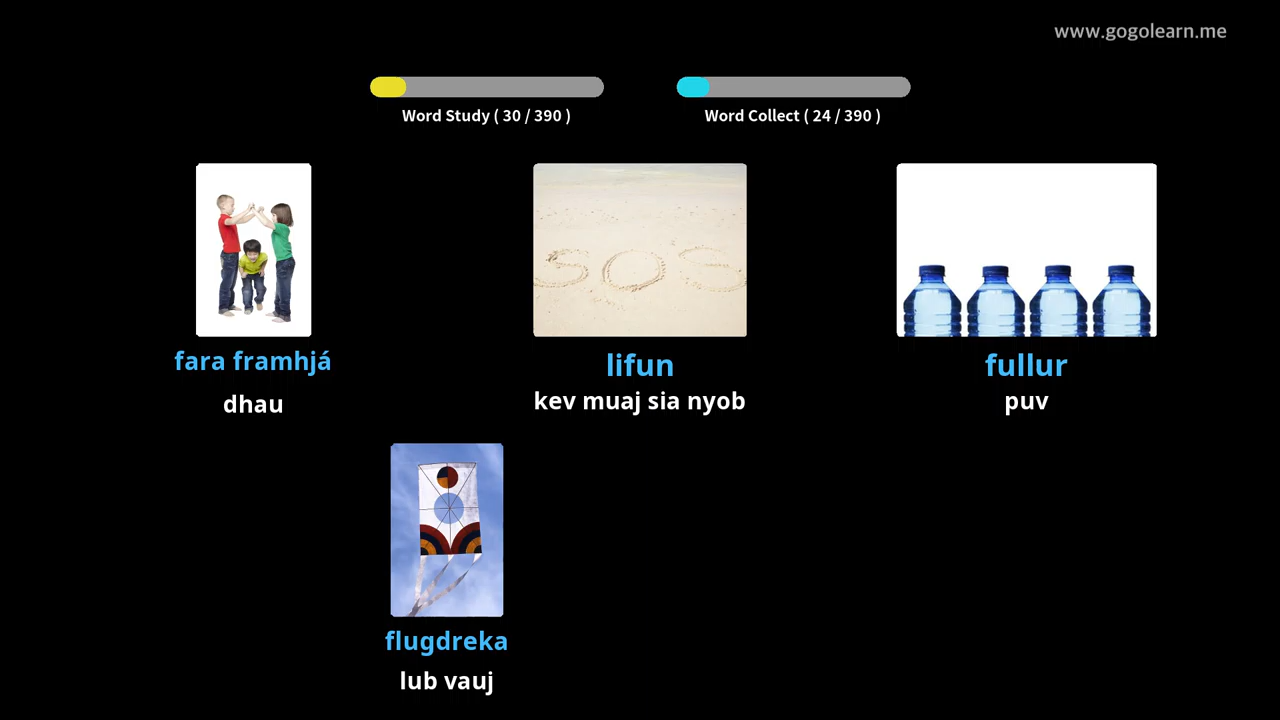 www.gogolearn.me
Word Study ( 30 / 390 )
Word Collect ( 24 / 390 )
SOS
fara framhjá
lifun
fullur
dhau
kev muaj sia nyob
puv
flugdreka
lub vauj